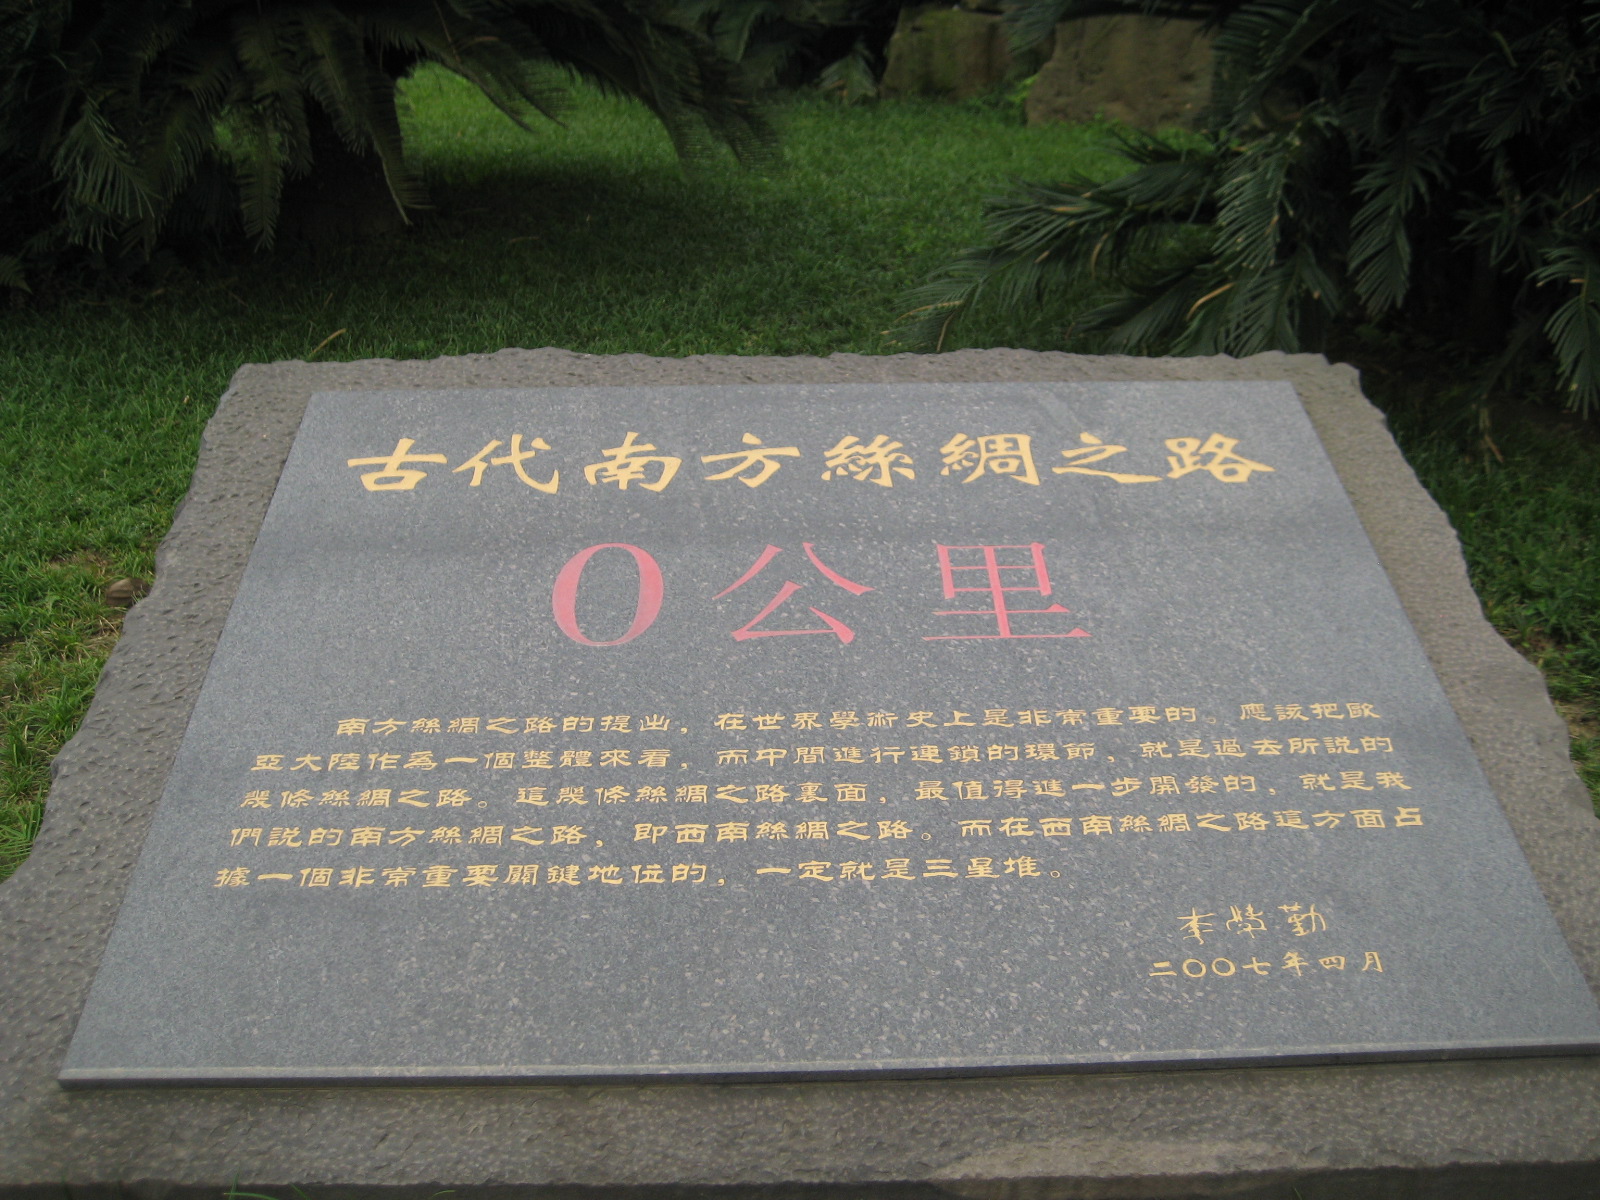 古代南方絲綢之路
0公里
南方絲綢之路的提出，在世界學術史上是非常重要的。應該把歐
亞大陸作為一個整體來看，而中間進行連鎖的環節，就是過去所説的
幾條絲綢之路。這幾條絲綢之路裏面，最值得進一步開發的，就是我
們説的南方絲綢之路，即西南絲綢之路。而在西南絲綢之路這方面占
據一個非常重要關鍵地位的，一定就是三星堆。
李學勤
二〇〇七年四月